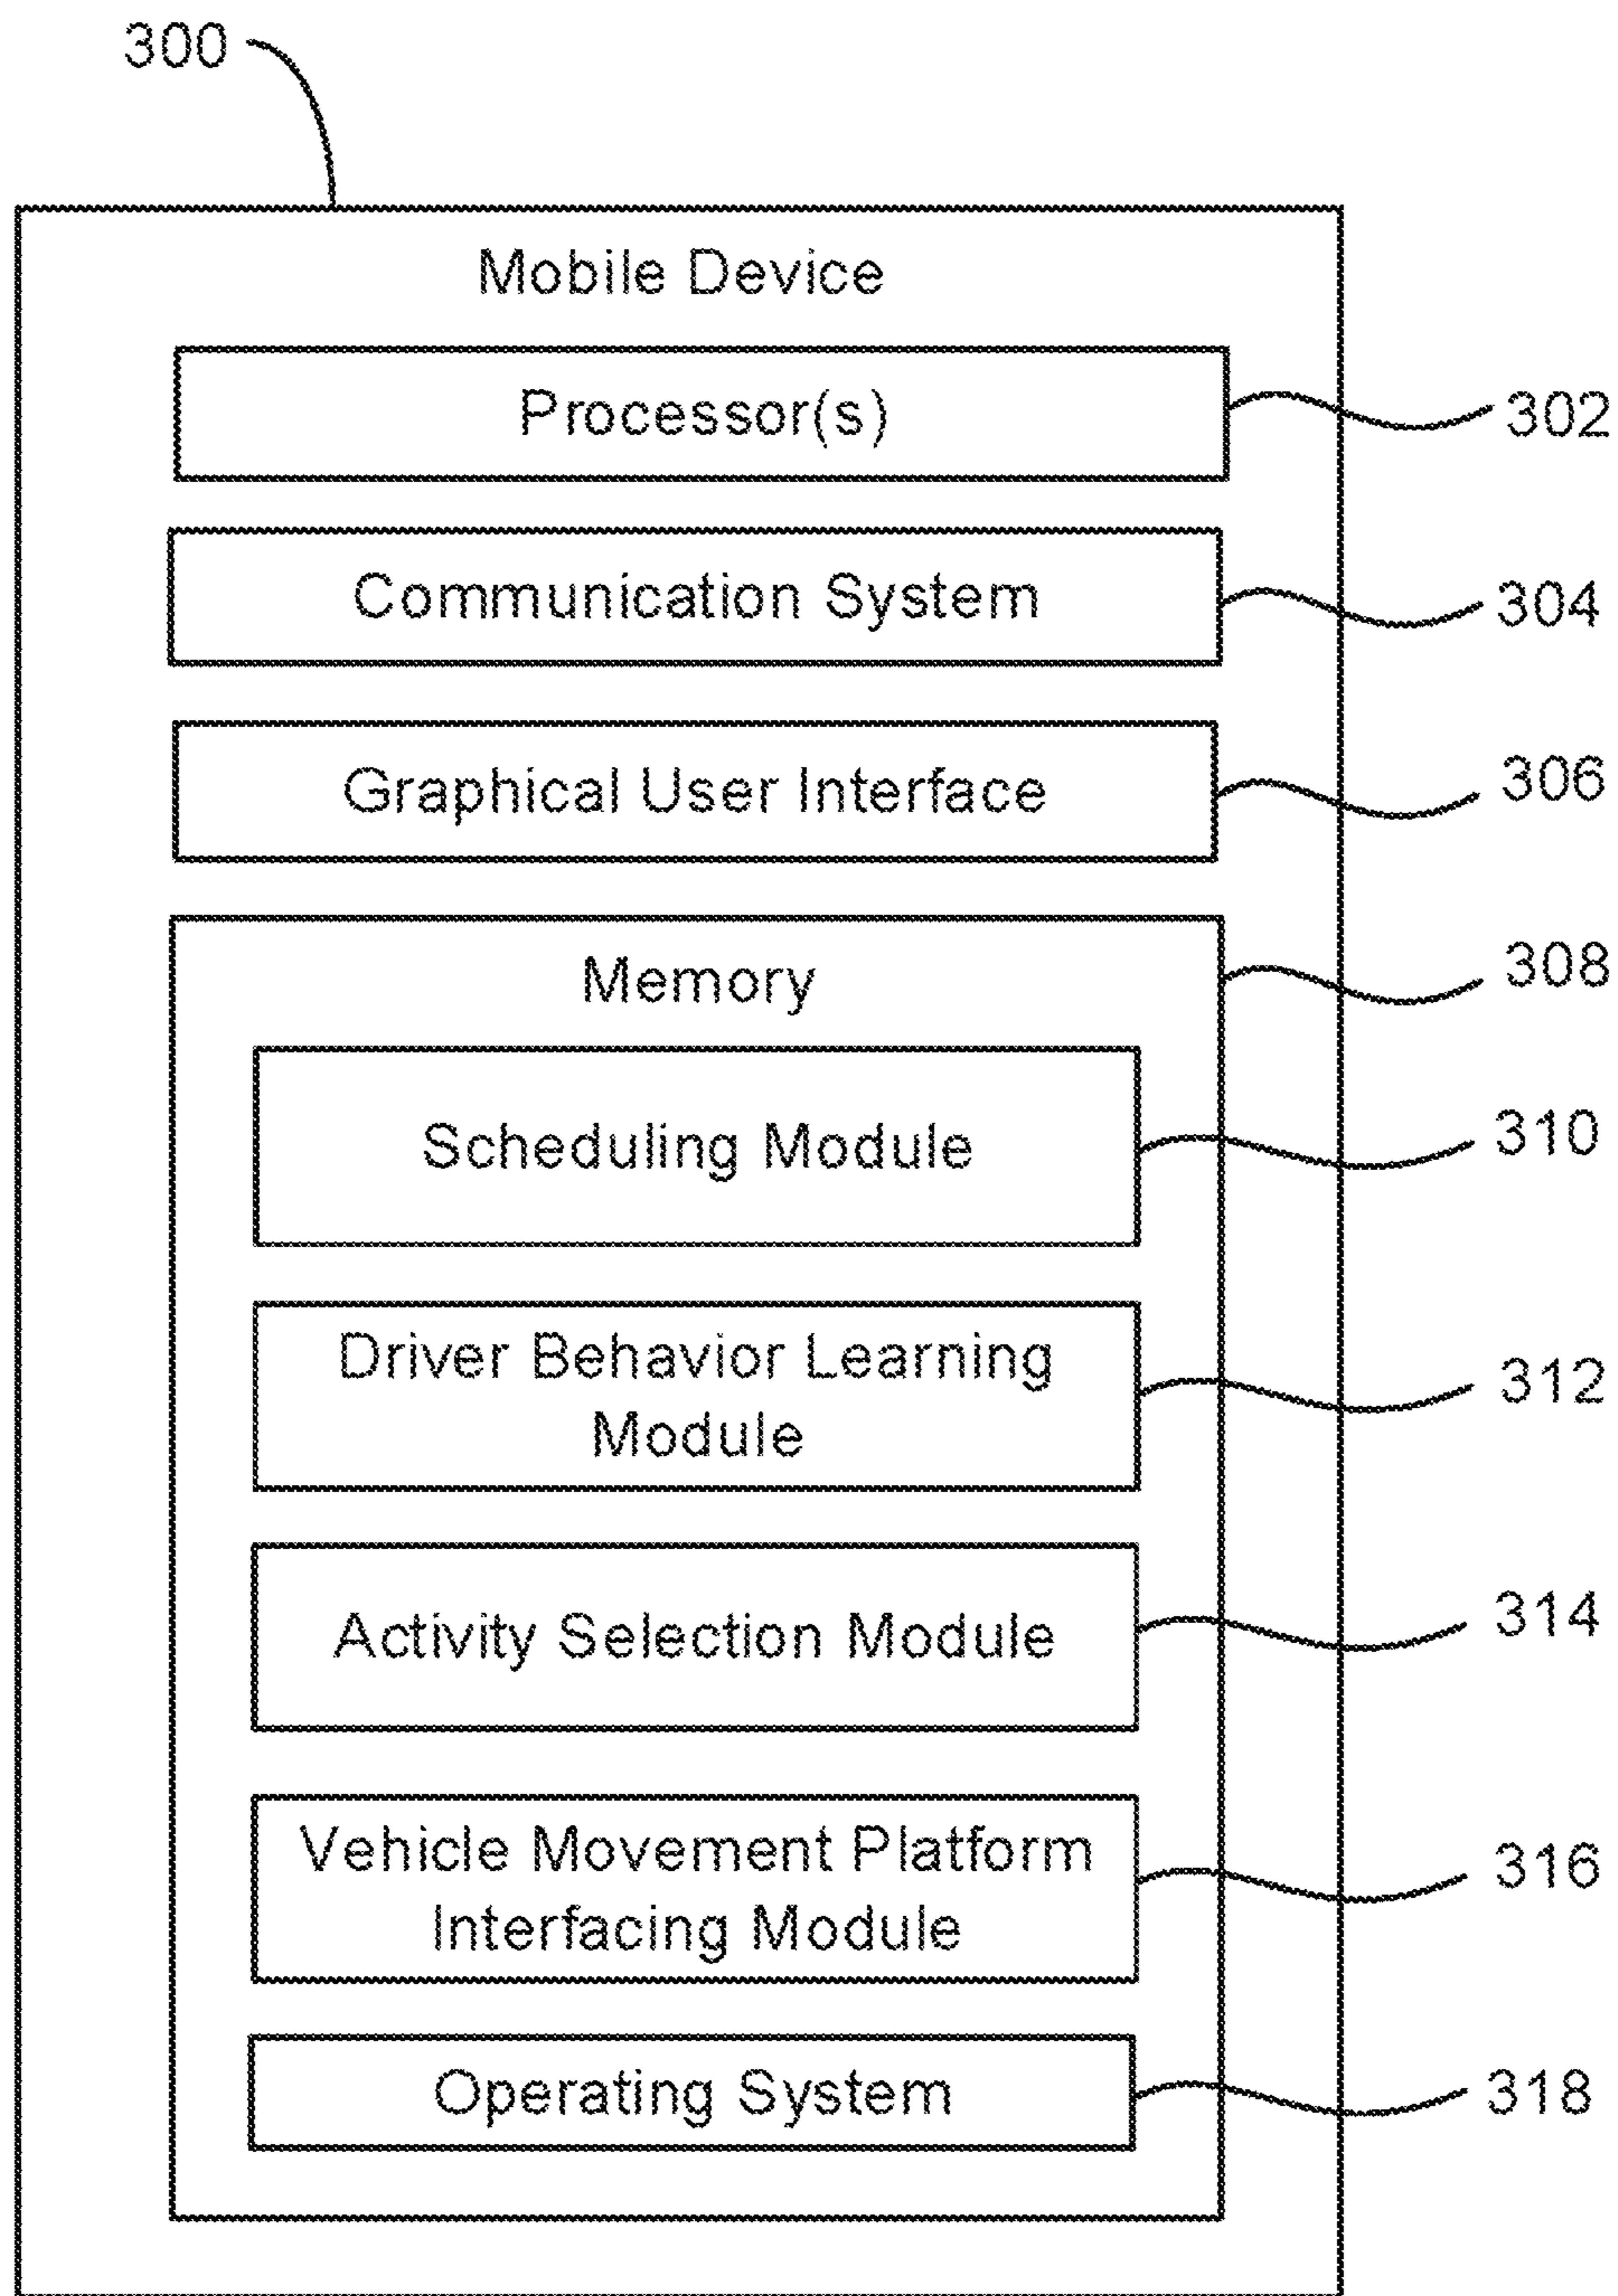 300
Mobile Device
Processor(s)
302
Communication System
304
Graphical User Interface
306
Memory
308
Scheduling Module
310
Driver Behavior Learning
Module
312
Activity Selection Module
314
Vehicle Movement Platform
Interfacing Module
316
Operating System
318